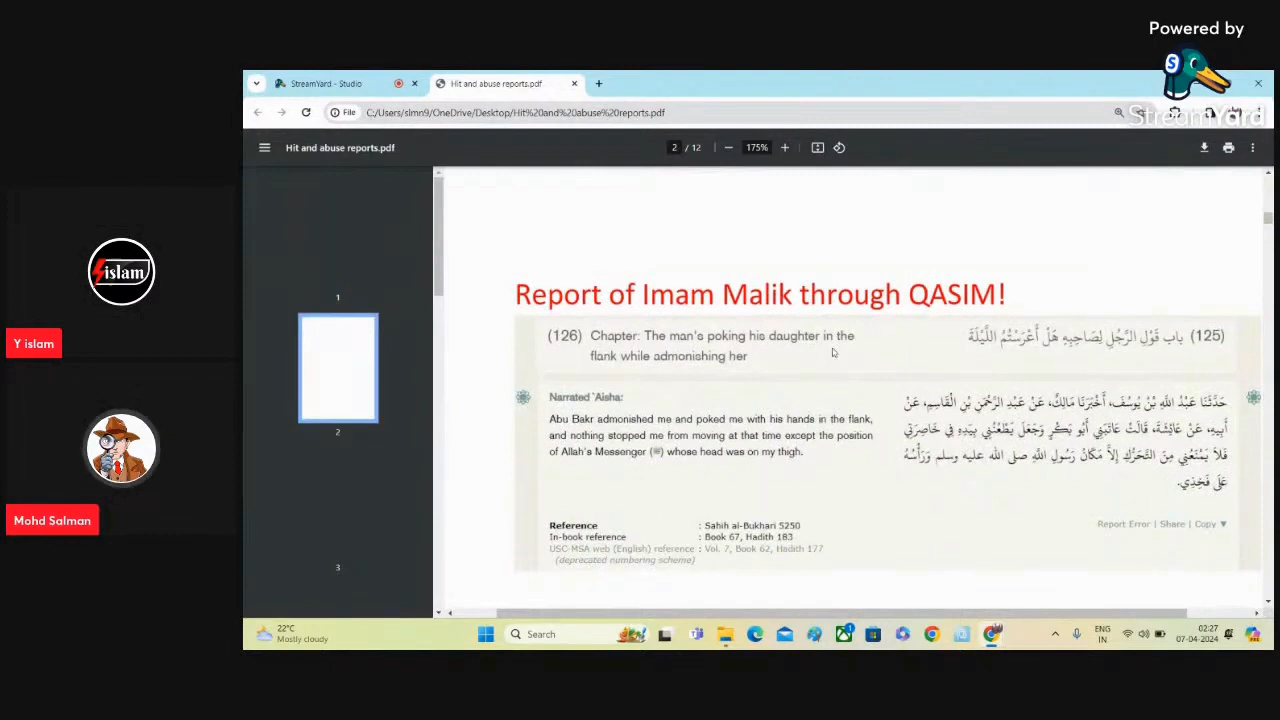 Powered by
StreamYard
StreamYard - Studio
Hit and abuse reports.pdf
File
C:/Users/slmn9/OneDrive/Desktop/Hit%20and%20abuse%20reports.pdf
Hit and abuse reports.pdf
2 / 12
175%
1
2
3
islam
Y islam
Mohd Salman
Report of Imam Malik through QASIM!
(126) Chapter: The man's poking his daughter in the
flank while admonishing her
(125) باب قَوْلِ الرَّجُلِ لِصَاحِبِهِ هَلْ أَعْرَسْتُمُ اللَّيْلَةَ
Narrated `Aisha:
Abu Bakr admonished me and poked me with his hands in the flank,
and nothing stopped me from moving at that time except the position
of Allah's Messenger (ﷺ) whose head was on my thigh.
حَدَّثَنَا عَبْدُ اللَّهِ بْنُ يُوسُفَ، أَخْبَرَنَا مَالِكٌ، عَنْ عَبْدِ الرَّحْمَنِ بْنِ الْقَاسِمِ، عَنْ
أَبِيهِ، عَنْ عَائِشَةَ، قَالَتْ عَاتَبَنِي أَبُو بَكْرٍ وَجَعَلَ يَطْعُنُنِي بِيَدِهِ فِي خَاصِرَتِي
فَلاَ يَمْنَعُنِي مِنَ التَّحَرُّكِ إِلاَّ مَكَانُ رَسُولِ اللَّهِ صلى الله عليه وسلم وَرَأْسُهُ
عَلَى فَخِذِي.
Reference : Sahih al-Bukhari 5250
In-book reference : Book 67, Hadith 183
USC-MSA web (English) reference : Vol. 7, Book 62, Hadith 177
(deprecated numbering scheme)
Report Error | Share | Copy ▼
22°C
Mostly cloudy
Search
ENG
IN
02:27
07-04-2024